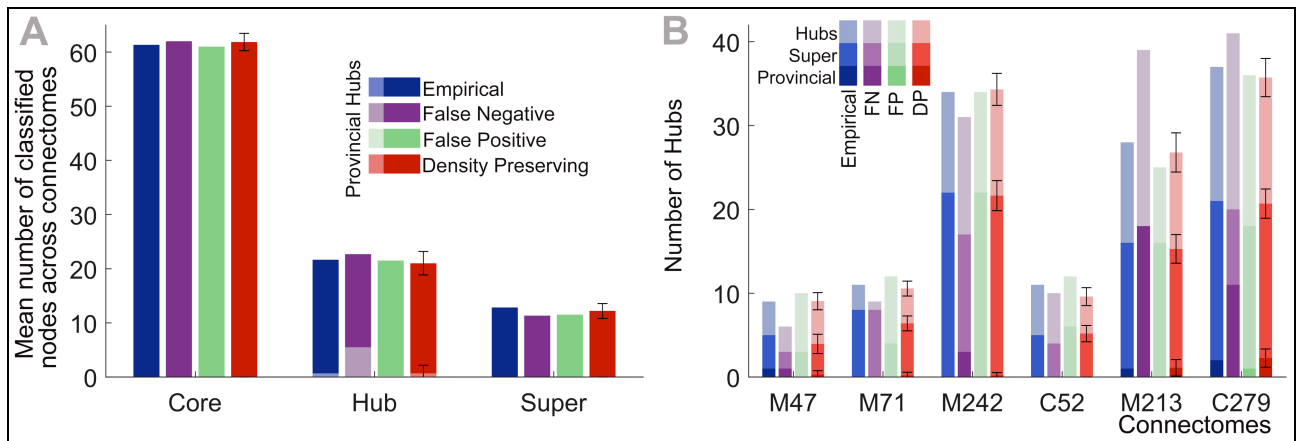 A
Mean number of classified
nodes across connectomes
60
50
40
30
20
10
0
Core
Hub
Super
Provincial Hubs
Empirical
False Negative
False Positive
Density Preserving
B
Number of Hubs
40
30
20
10
0
Hubs
Super
Provincial
Empirical
FN
FP
DP
M47
M71
M242
C52
M213
C279
Connectomes